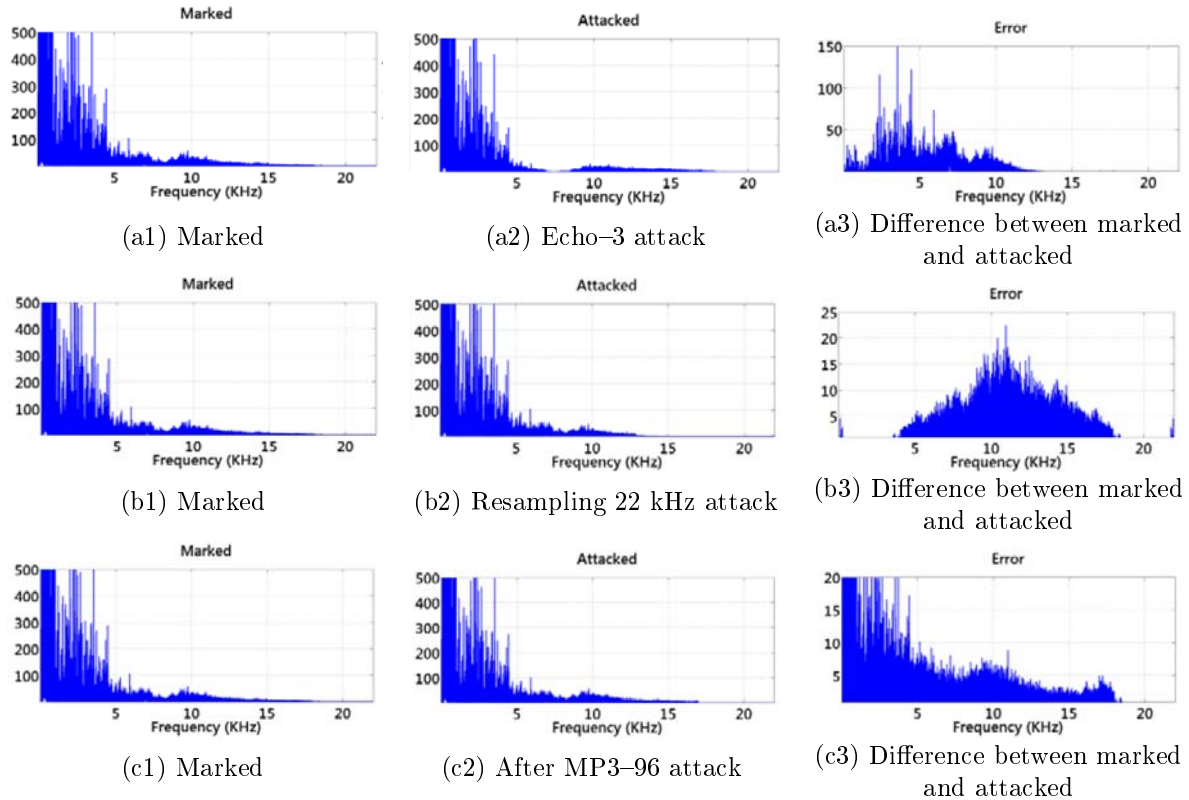 Marked
500
400
300
200
100
5 10 15 20
Frequency (KHz)
(a1) Marked
Attacked
500
400
300
200
100
5 10 15 20
Frequency (KHz)
(a2) Echo–3 attack
Error
150
100
50
5 10 15 20
Frequency (KHz)
(a3) Difference between marked
and attacked
Marked
500
400
300
200
100
5 10 15 20
Frequency (KHz)
(b1) Marked
Attacked
500
400
300
200
100
5 10 15 20
Frequency (KHz)
(b2) Resampling 22 kHz attack
Error
25
20
15
10
5
5 10 15 20
Frequency (KHz)
(b3) Difference between marked
and attacked
Marked
500
400
300
200
100
5 10 15 20
Frequency (KHz)
(c1) Marked
Attacked
500
400
300
200
100
5 10 15 20
Frequency (KHz)
(c2) After MP3–96 attack
Error
20
15
10
5
5 10 15 20
Frequency (KHz)
(c3) Difference between marked
and attacked